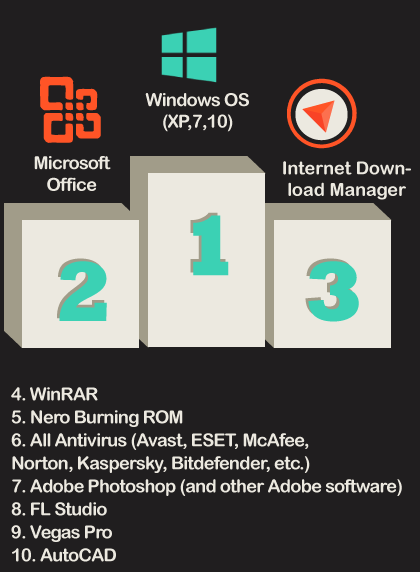 Windows OS
(XP,7,10)
Microsoft
Office
Internet Down-
load Manager
1
2
3
4. WinRAR
5. Nero Burning ROM
6. All Antivirus (Avast, ESET, McAfee,
Norton, Kaspersky, Bitdefender, etc.)
7. Adobe Photoshop (and other Adobe software)
8. FL Studio
9. Vegas Pro
10. AutoCAD